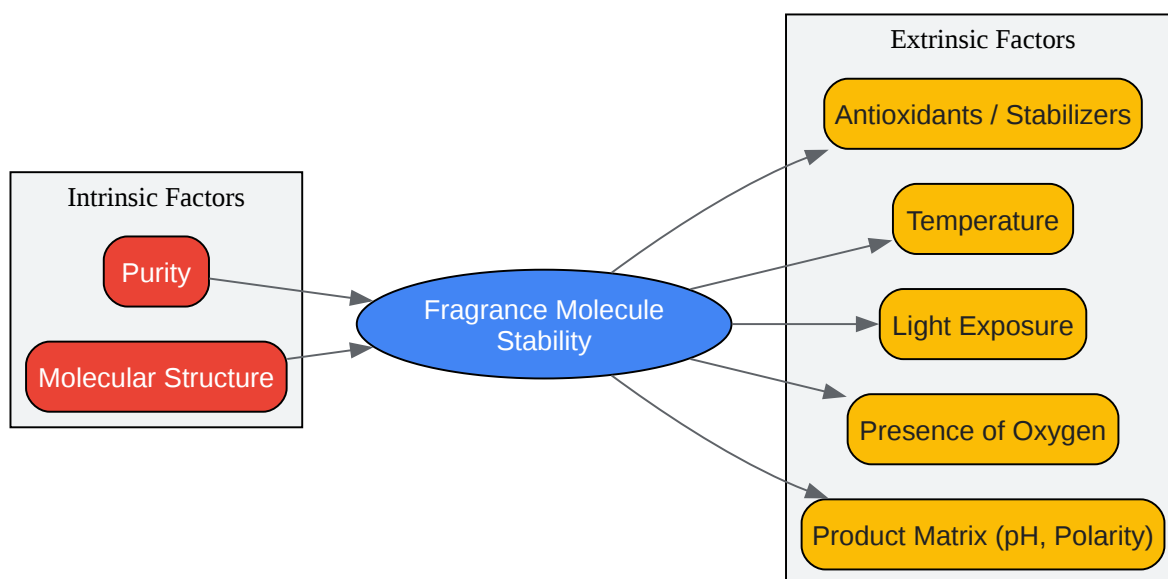 Intrinsic Factors
Purity
Molecular Structure
Fragrance Molecule
Stability
Extrinsic Factors
Antioxidants / Stabilizers
Temperature
Light Exposure
Presence of Oxygen
Product Matrix (pH, Polarity)